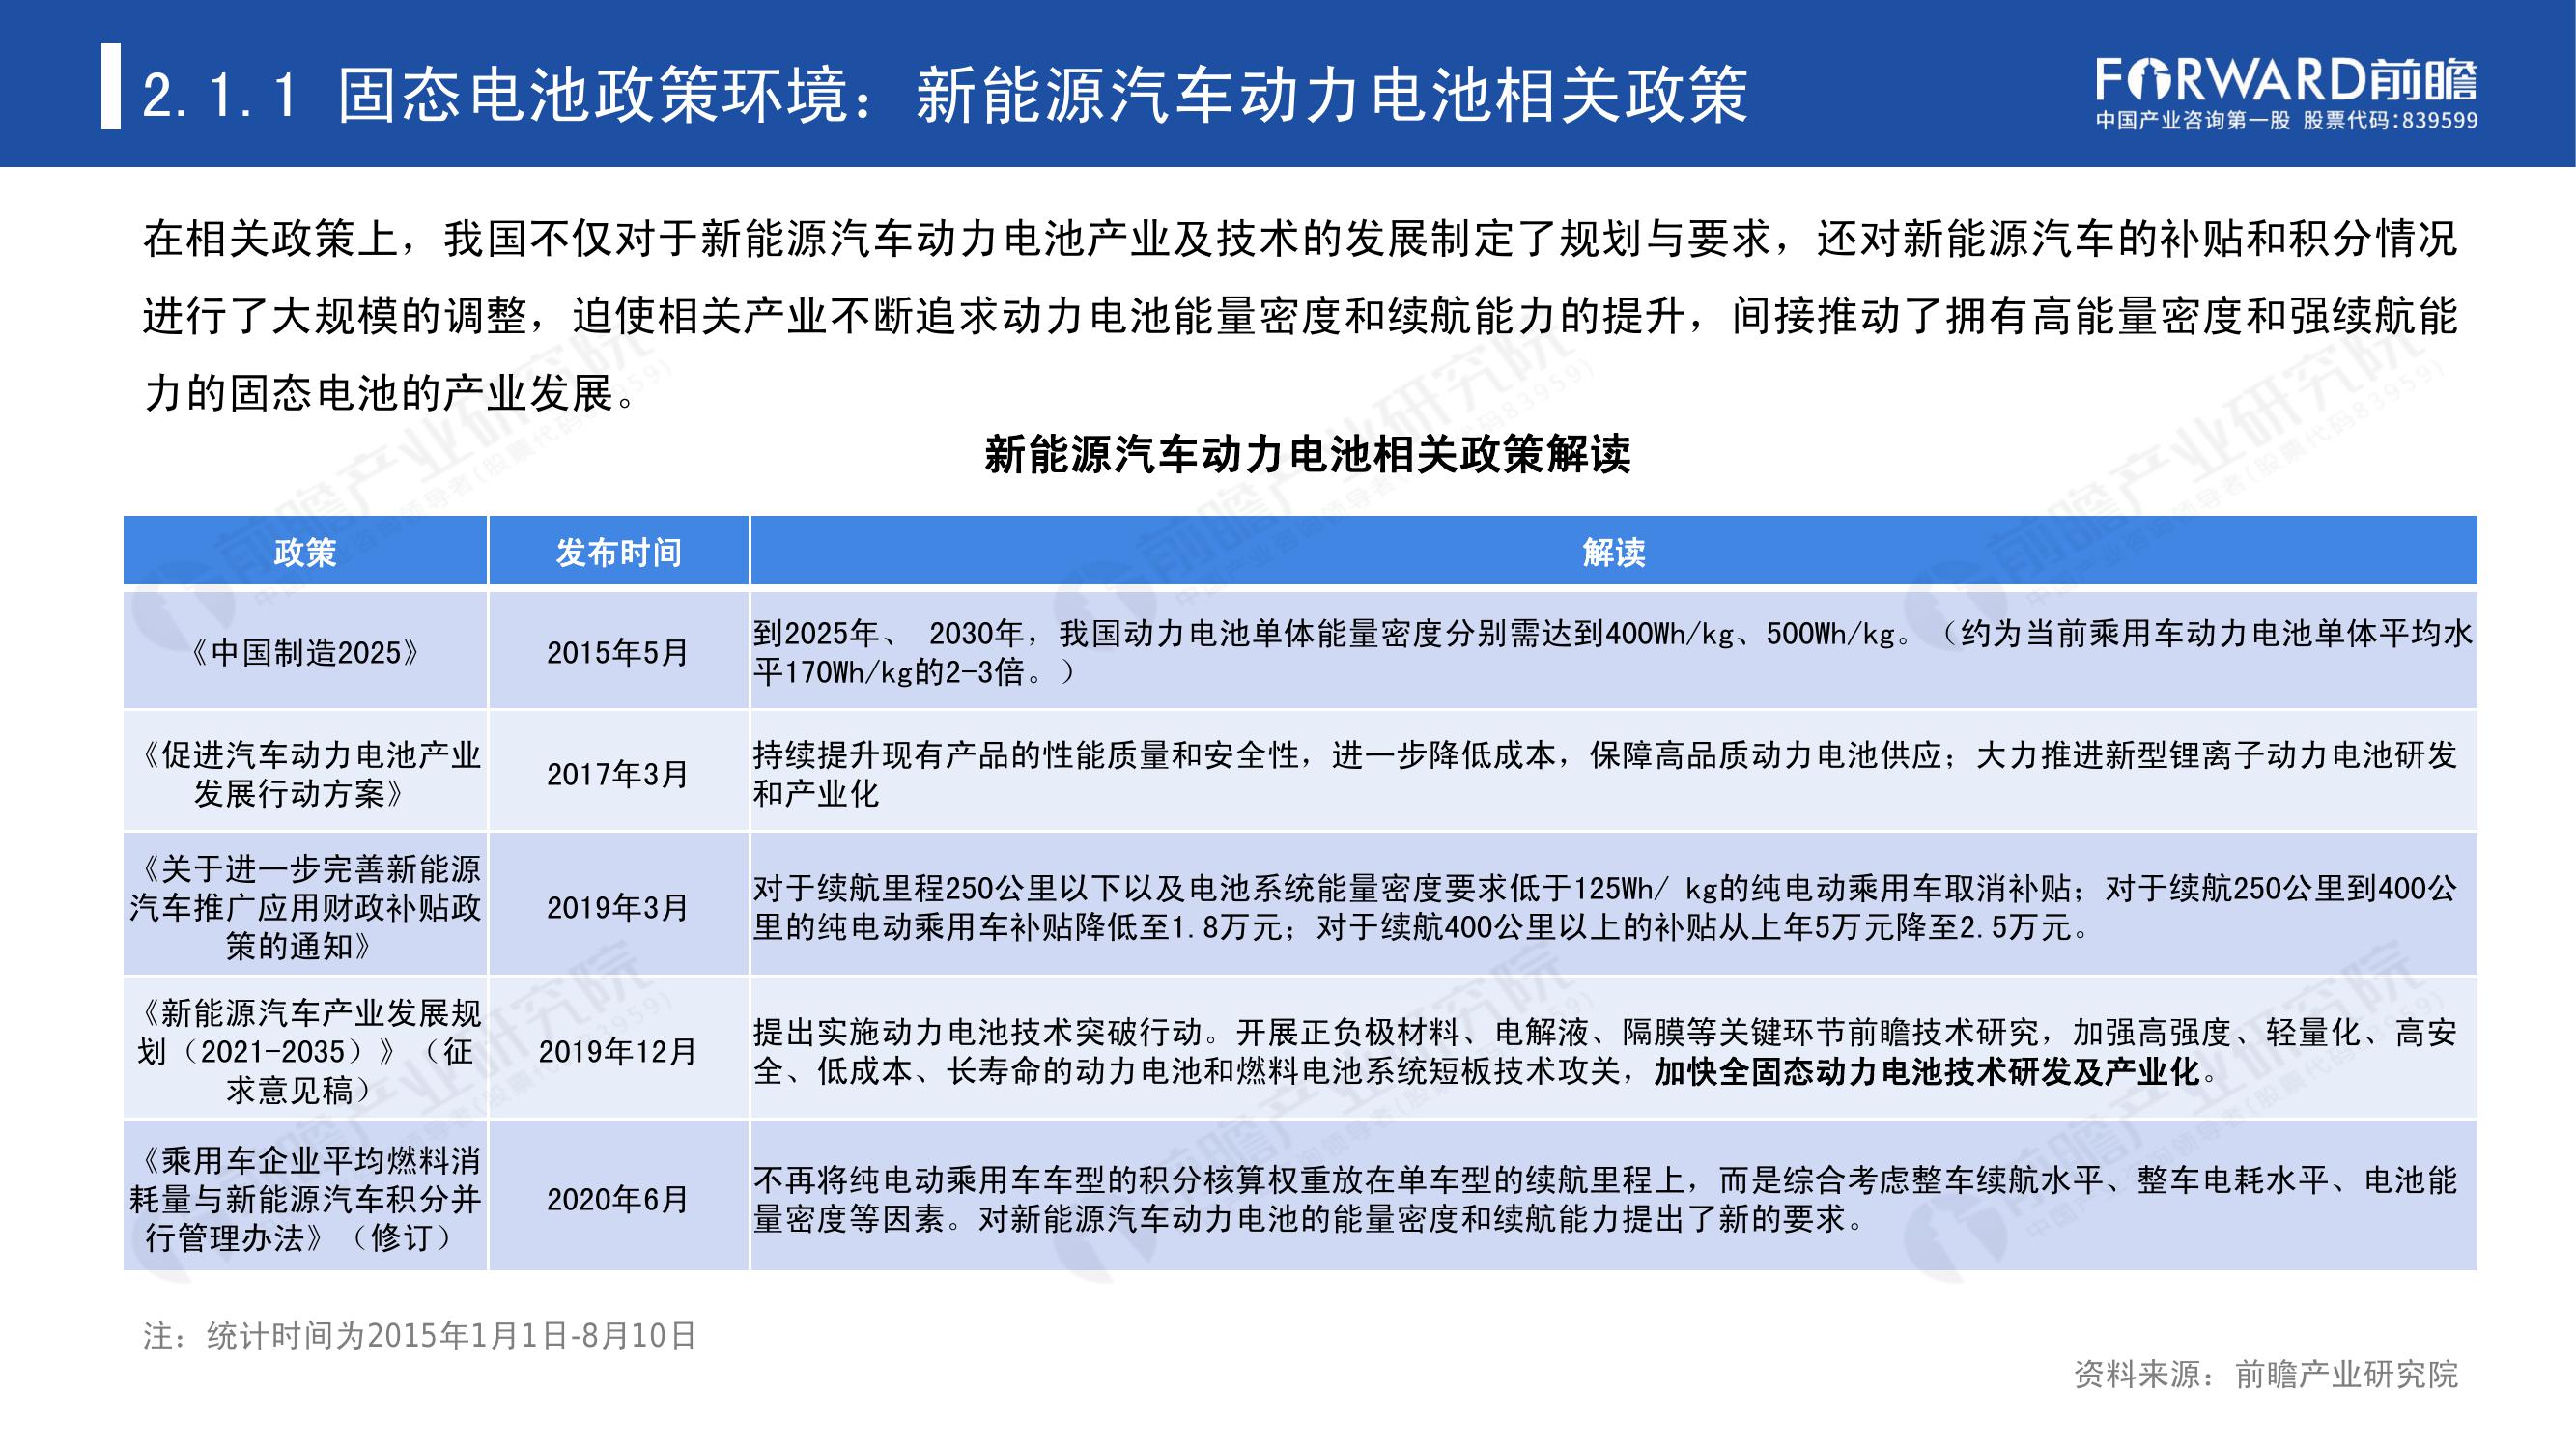 2.1.1 固态电池政策环境：新能源汽车动力电池相关政策
FORWARD前瞻
中国产业咨询第一股 股票代码:839599
在相关政策上，我国不仅对于新能源汽车动力电池产业及技术的发展制定了规划与要求，还对新能源汽车的补贴和积分情况
进行了大规模的调整，迫使相关产业不断追求动力电池能量密度和续航能力的提升，间接推动了拥有高能量密度和强续航能
力的固态电池的产业发展。
新能源汽车动力电池相关政策解读
政策 发布时间 解读
《中国制造2025》
2015年5月
到2025年、 2030年，我国动力电池单体能量密度分别需达到400Wh/kg、500Wh/kg。（约为当前乘用车动力电池单体平均水
平170Wh/kg的2-3倍。）
《促进汽车动力电池产业
发展行动方案》
2017年3月
持续提升现有产品的性能质量和安全性，进一步降低成本，保障高品质动力电池供应；大力推进新型锂离子动力电池研发
和产业化
《关于进一步完善新能源
汽车推广应用财政补贴政
策的通知》
2019年3月
对于续航里程250公里以下以及电池系统能量密度要求低于125Wh/ kg的纯电动乘用车取消补贴；对于续航250公里到400公
里的纯电动乘用车补贴降低至1.8万元；对于续航400公里以上的补贴从上年5万元降至2.5万元。
《新能源汽车产业发展规
划（2021-2035）》（征
求意见稿）
2019年12月
提出实施动力电池技术突破行动。开展正负极材料、电解液、隔膜等关键环节前瞻技术研究，加强高强度、轻量化、高安
全、低成本、长寿命的动力电池和燃料电池系统短板技术攻关，加快全固态动力电池技术研发及产业化。
《乘用车企业平均燃料消
耗量与新能源汽车积分并
行管理办法》（修订）
2020年6月
不再将纯电动乘用车车型的积分核算权重放在单车型的续航里程上，而是综合考虑整车续航水平、整车电耗水平、电池能
量密度等因素。对新能源汽车动力电池的能量密度和续航能力提出了新的要求。
注：统计时间为2015年1月1日-8月10日
资料来源：前瞻产业研究院